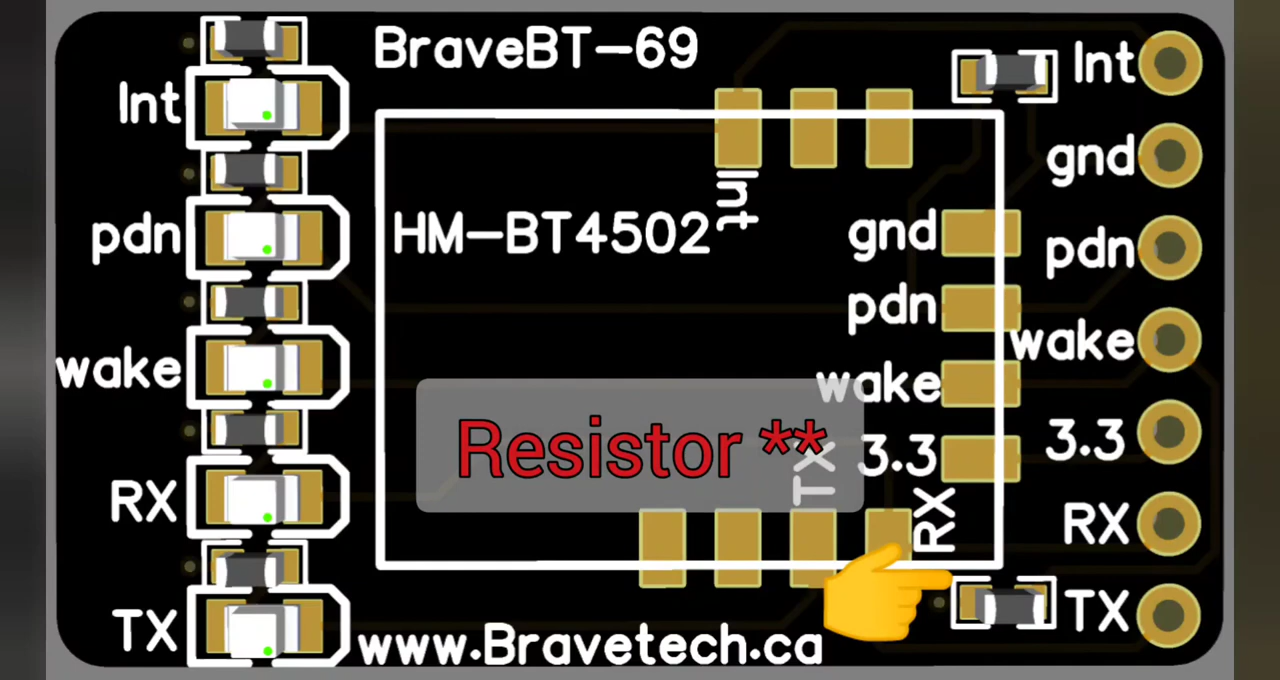 BraveBT-69
Int
Int
gnd
pdn
wake
3.3
RX
TX
Int
pdn
wake
RX
TX
HM-BT4502
Int
gnd
pdn
wake
3.3
TX
RX
Resistor **
www.Bravetech.ca